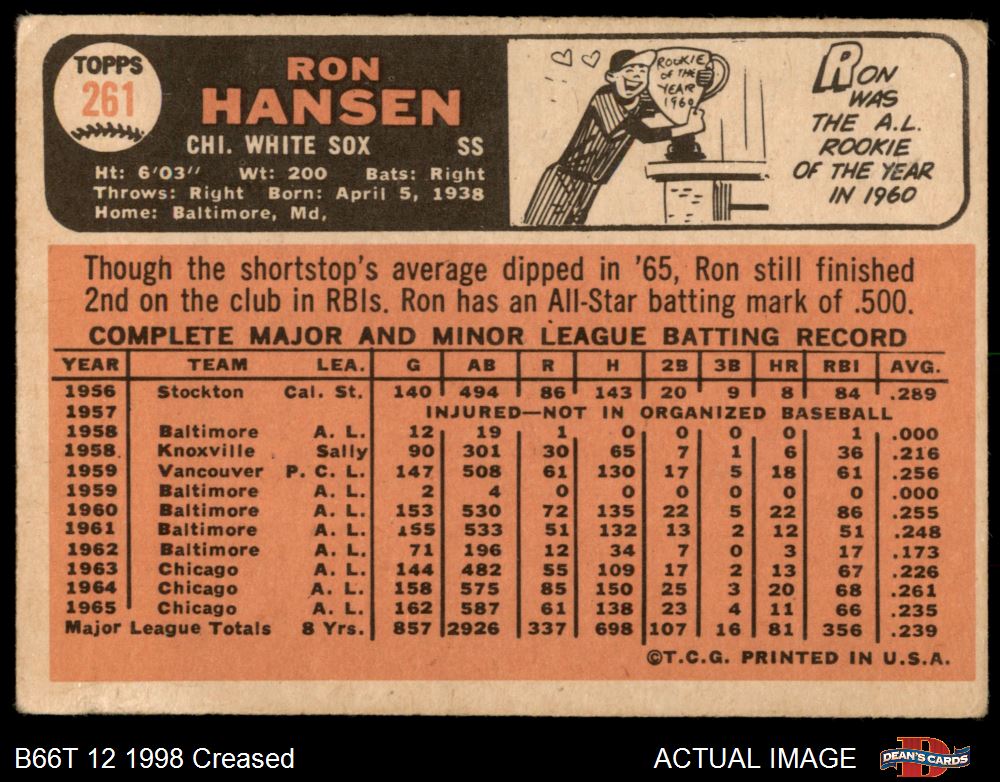 TOPPS
261
RON
HANSEN
CHI. WHITE SOX SS
Ht: 6'03" Wt: 200 Bats: Right
Throws: Right Born: April 5, 1938
Home: Baltimore, Md,
ROOKIE
OF THE
YEAR
1960
RON
WAS
THE A.L.
ROOKIE
OF THE YEAR
IN 1960
Though the shortstop's average dipped in '65, Ron still finished
2nd on the club in RBIs. Ron has an All-Star batting mark of .500.
COMPLETE MAJOR AND MINOR LEAGUE BATTING RECORD
YEAR TEAM LEA. G AB R H 2B 3B HR RBI AVG.
1956 Stockton Cal. St. 140 494 86 143 20 9 8 84 .289
1957 INJURED—NOT IN ORGANIZED BASEBALL
1958 Baltimore A. L. 12 19 1 0 0 0 0 1 .000
1958 Knoxville Sally 90 301 30 65 7 1 6 36 .216
1959 Vancouver P. C. L. 147 508 61 130 17 5 18 61 .256
1959 Baltimore A. L. 2 4 0 0 0 0 0 0 .000
1960 Baltimore A. L. 153 530 72 135 22 5 22 86 .255
1961 Baltimore A. L. 155 533 51 132 13 2 12 51 .248
1962 Baltimore A. L. 71 196 12 34 7 0 3 17 .173
1963 Chicago A. L. 144 482 55 109 17 2 13 67 .226
1964 Chicago A. L. 158 575 85 150 25 3 20 68 .261
1965 Chicago A. L. 162 587 61 138 23 4 11 66 .235
Major League Totals 8 Yrs. 857 2926 337 698 107 16 81 356 .239
©T.C.G. PRINTED IN U.S.A.
B66T 12 1998 Creased
ACTUAL IMAGE
D
DEAN'S CARDS